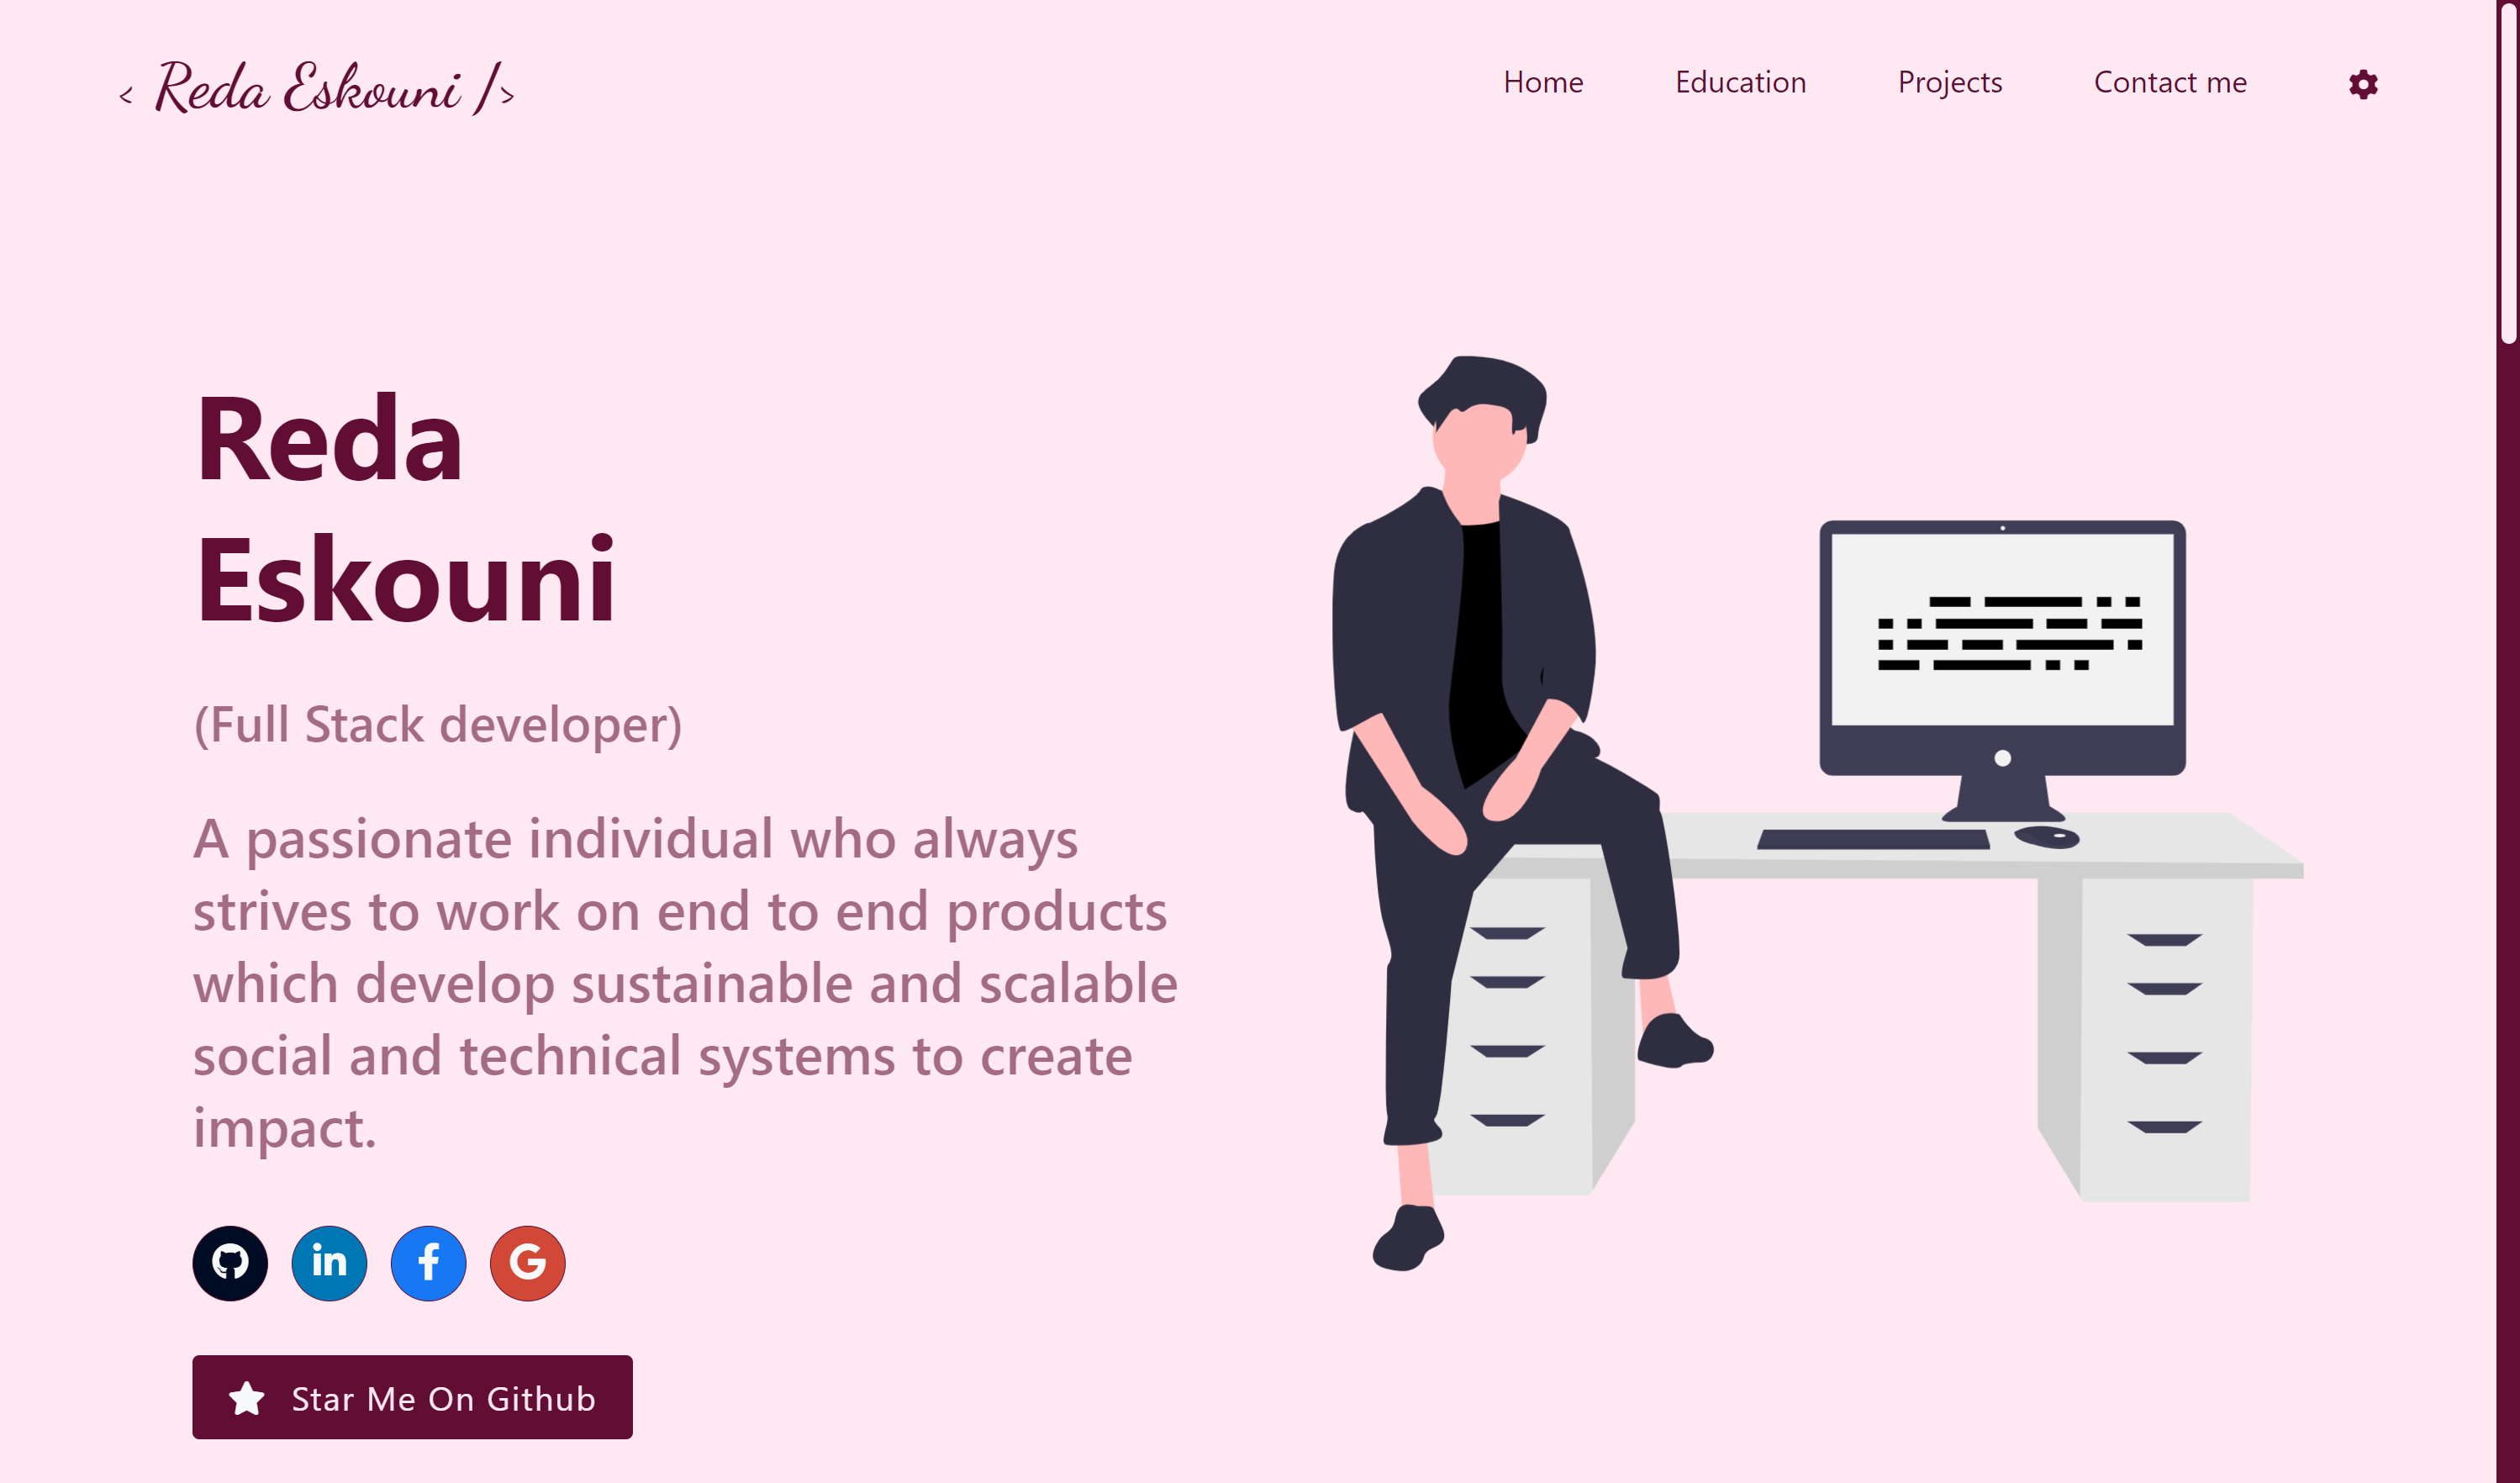 < Reda Eskouni />
Home Education Projects Contact me
Reda
Eskouni
(Full Stack developer)
A passionate individual who always
strives to work on end to end products
which develop sustainable and scalable
social and technical systems to create
impact.
Star Me On Github